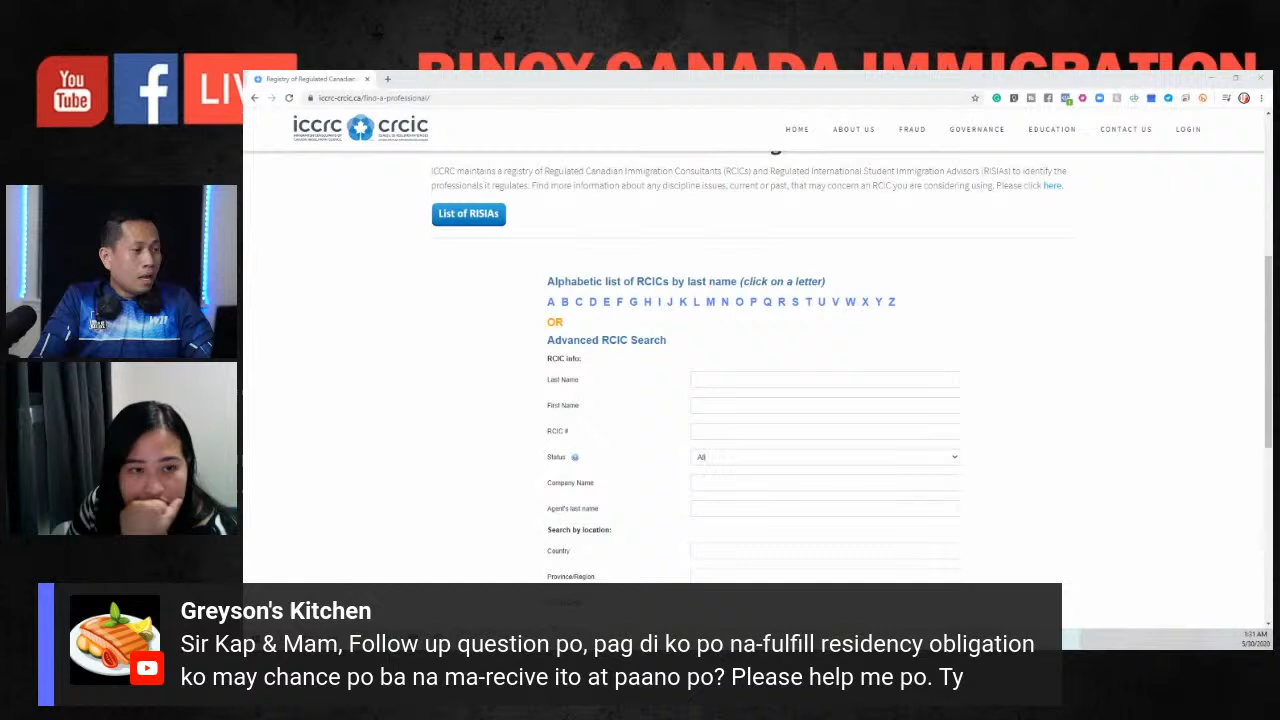 You
Tube
LIV
PINOY CANADA IMMIGRATION
Registry of Regulated Canadian
iccrc-crcic.ca/find-a-professional/
iccrc crcic
HOME
ABOUT US
FRAUD
GOVERNANCE
EDUCATION
CONTACT US
LOGIN
ICCRC maintains a registry of Regulated Canadian Immigration Consultants (RCICs) and Regulated International Student Immigration Advisors (RISIAs) to identify the
professionals it regulates. Find more information about any discipline issues, current or past, that may concern an RCIC you are considering using. Please click here.
List of RISIAs
Alphabetic list of RCICs by last name (click on a letter)
A B C D E F G H I J K L M N O P Q R S T U V W X Y Z
OR
Advanced RCIC Search
RCIC info:
Last Name
First Name
RCIC #
Status
All
Company Name
Agent's last name
Search by location:
Country
Province/Region
1:31 AM
5/30/2020
Greyson's Kitchen
Sir Kap & Mam, Follow up question po, pag di ko po na-fulfill residency obligation
ko may chance po ba na ma-recive ito at paano po? Please help me po. Ty